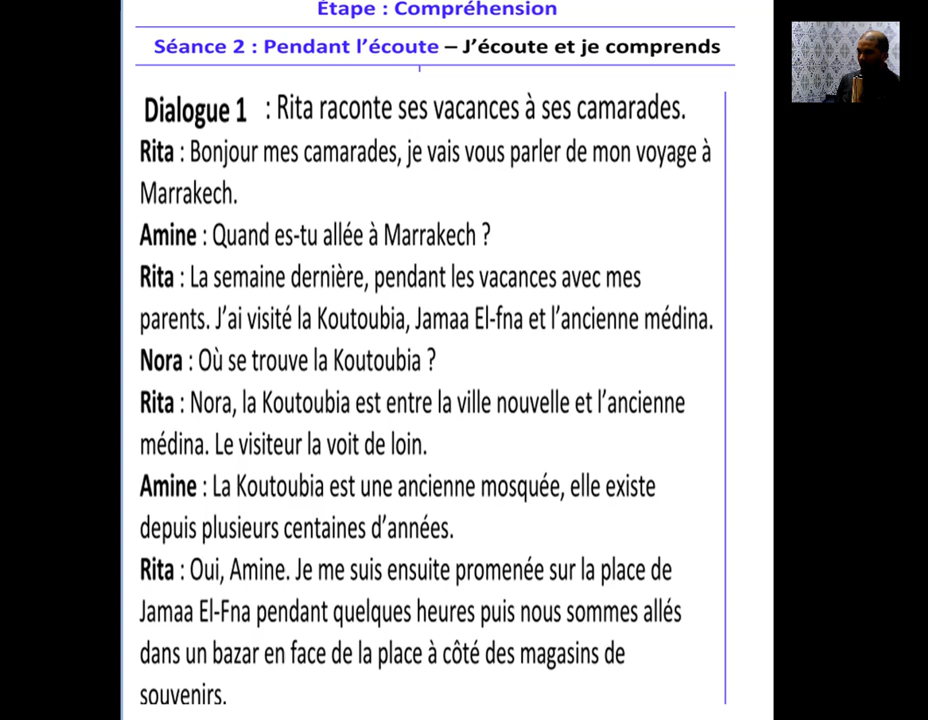 Étape : Compréhension
Séance 2 : Pendant l’écoute – J’écoute et je comprends
Dialogue 1 : Rita raconte ses vacances à ses camarades.
Rita : Bonjour mes camarades, je vais vous parler de mon voyage à
Marrakech.
Amine : Quand es-tu allée à Marrakech ?
Rita : La semaine dernière, pendant les vacances avec mes
parents. J’ai visité la Koutoubia, Jamaa El-fna et l’ancienne médina.
Nora : Où se trouve la Koutoubia ?
Rita : Nora, la Koutoubia est entre la ville nouvelle et l’ancienne
médina. Le visiteur la voit de loin.
Amine : La Koutoubia est une ancienne mosquée, elle existe
depuis plusieurs centaines d’années.
Rita : Oui, Amine. Je me suis ensuite promenée sur la place de
Jamaa El-Fna pendant quelques heures puis nous sommes allés
dans un bazar en face de la place à côté des magasins de
souvenirs.